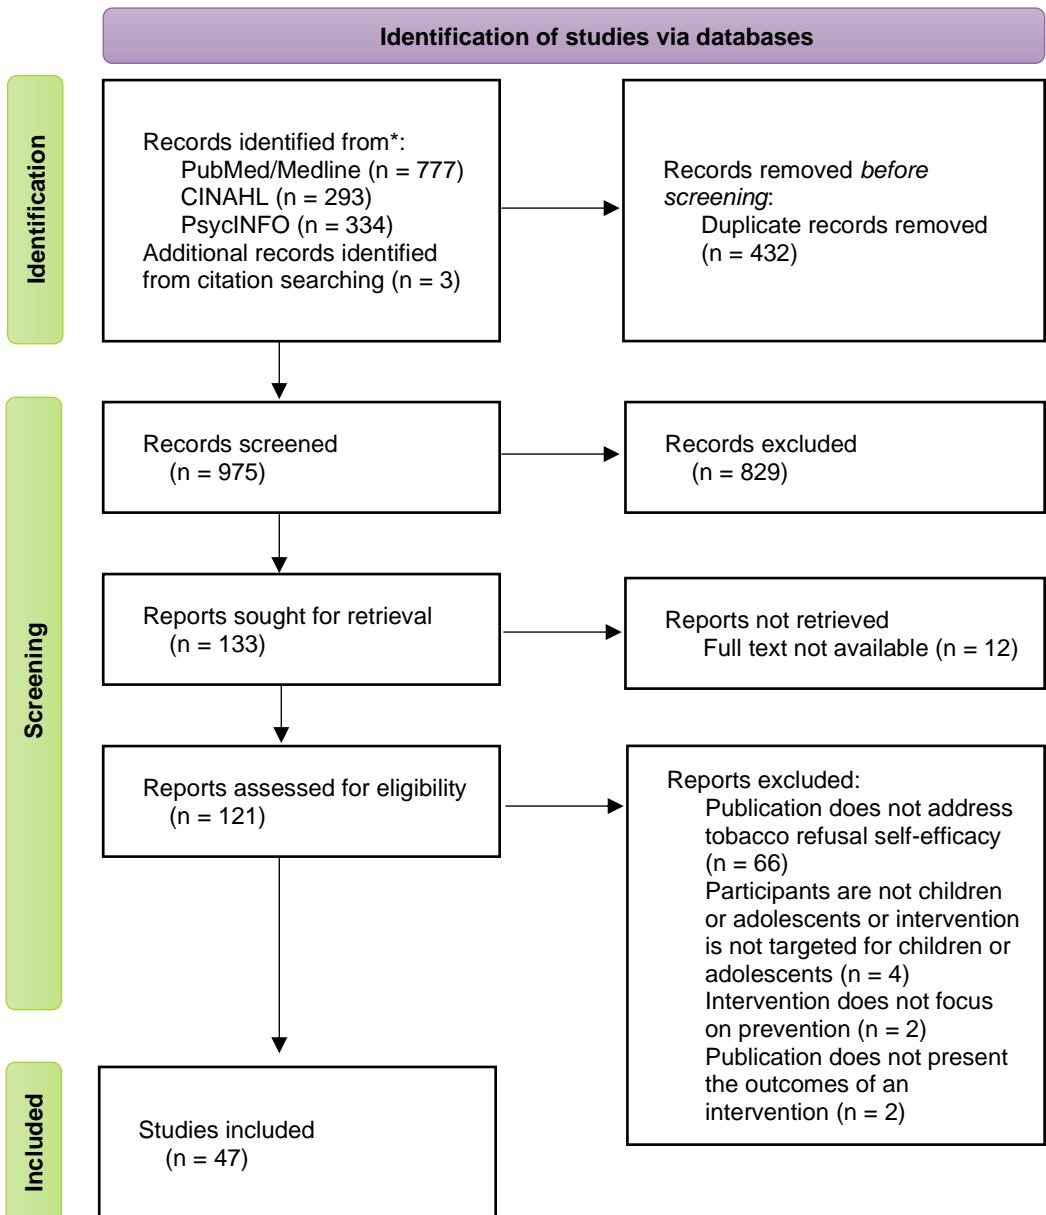 Identification of studies via databases
Identification
Records identified from*:
PubMed/Medline (n = 777)
CINAHL (n = 293)
PsycINFO (n = 334)
Additional records identified
from citation searching (n = 3)
Records removed before
screening:
Duplicate records removed
(n = 432)
Screening
Records screened
(n = 975)
Records excluded
(n = 829)
Reports sought for retrieval
(n = 133)
Reports not retrieved
Full text not available (n = 12)
Reports assessed for eligibility
(n = 121)
Reports excluded:
Publication does not address
tobacco refusal self-efficacy
(n = 66)
Participants are not children
or adolescents or intervention
is not targeted for children or
adolescents (n = 4)
Intervention does not focus
on prevention (n = 2)
Publication does not present
the outcomes of an
intervention (n = 2)
Included
Studies included
(n = 47)